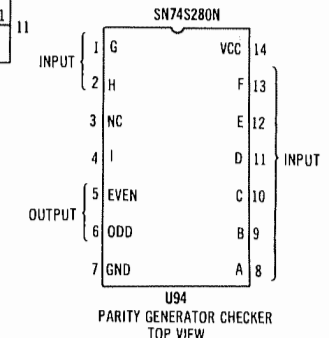 1
11
SN74S280N
1 G VCC 14
INPUT
2 H F 13
3 NC E 12
4 I D 11 INPUT
5 EVEN C 10
OUTPUT
6 ODD B 9
7 GND A 8
U94
PARITY GENERATOR CHECKER
TOP VIEW